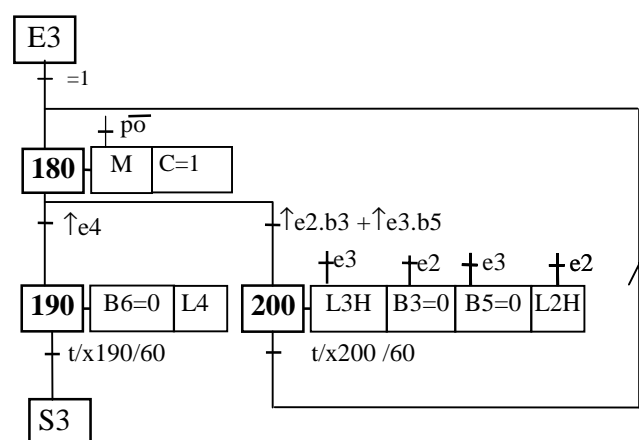 E3
=1
po̅
180 M C=1
↑e4 ↑e2.b3 +↑e3.b5
e3 e2 e3 e2
190 B6=0 L4 200 L3H B3=0 B5=0 L2H
t/x190/60 t/x200 /60
S3